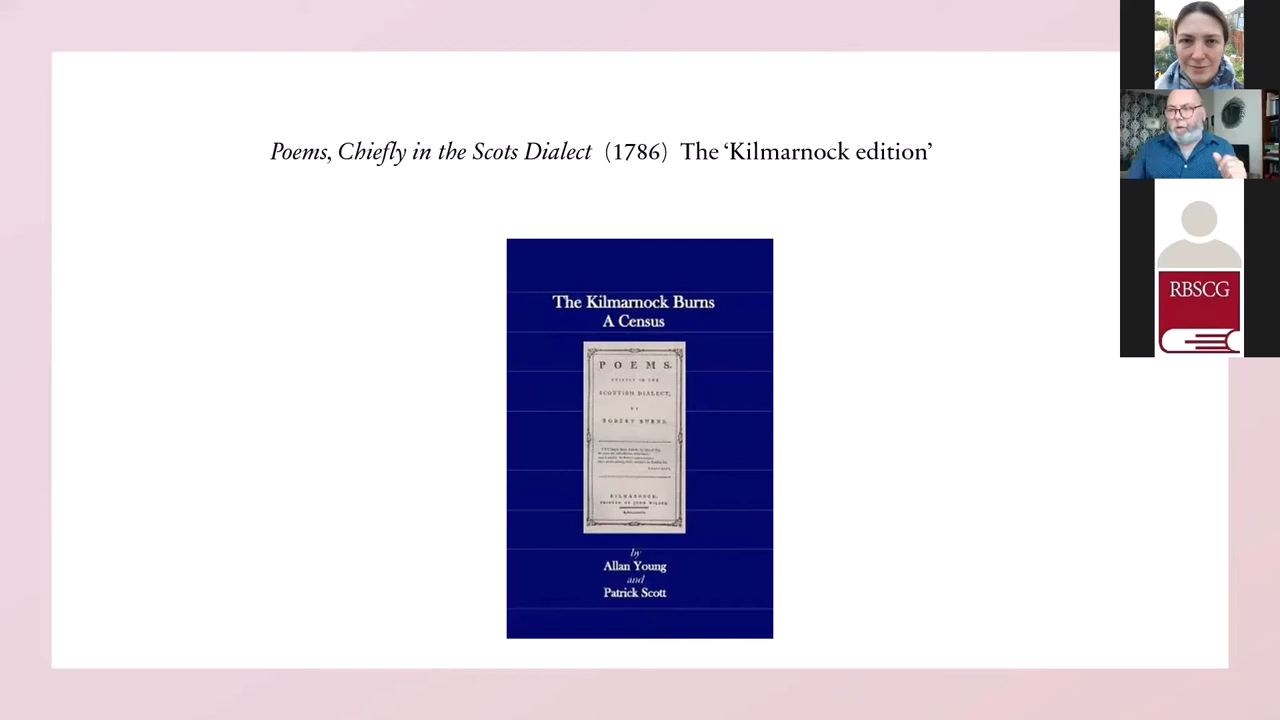 Poems, Chiefly in the Scots Dialect (1786) The ‘Kilmarnock edition’
The Kilmarnock Burns
A Census
POEMS,
CHIEFLY IN THE
SCOTTISH DIALECT,
BY
ROBERT BURNS.
KILMARNOCK:
PRINTED BY JOHN WILSON.
by
Allan Young
and
Patrick Scott
RBSCG